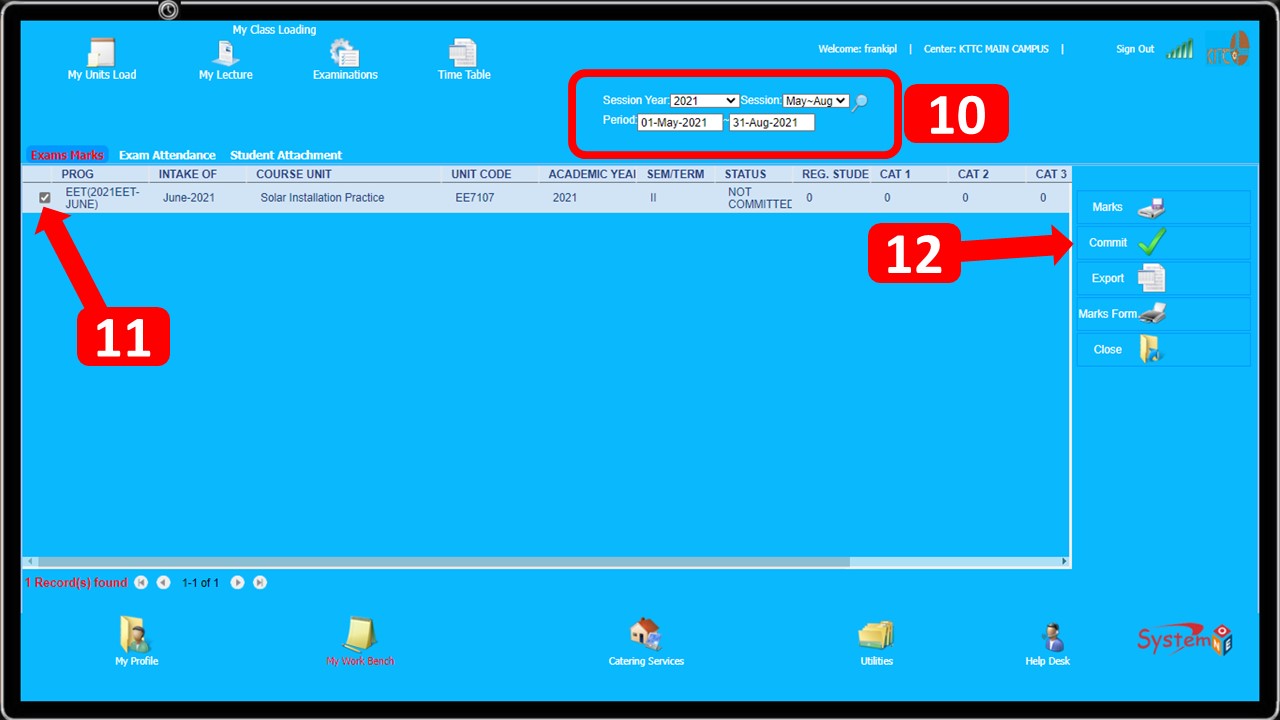 My Class Loading
My Units Load
My Lecture
Examinations
Time Table
Welcome: frankipl | Center: KTTC MAIN CAMPUS |
Sign Out
KTTC
Session Year: 2021 Session: May~Aug
Period: 01-May-2021 ~ 31-Aug-2021
10
Exams Marks Exam Attendance Student Attachment
PROG INTAKE OF COURSE UNIT UNIT CODE ACADEMIC YEAR SEM/TERM STATUS REG. STUDE CAT 1 CAT 2 CAT 3
EET(2021EET-
JUNE) June-2021 Solar Installation Practice EE7107 2021 II NOT
COMMITTED 0 0 0 0
11
12
Marks
Commit
Export
Marks Form.
Close
1 Record(s) found 1-1 of 1
My Profile
My Work Bench
Catering Services
Utilities
Help Desk
System ONE